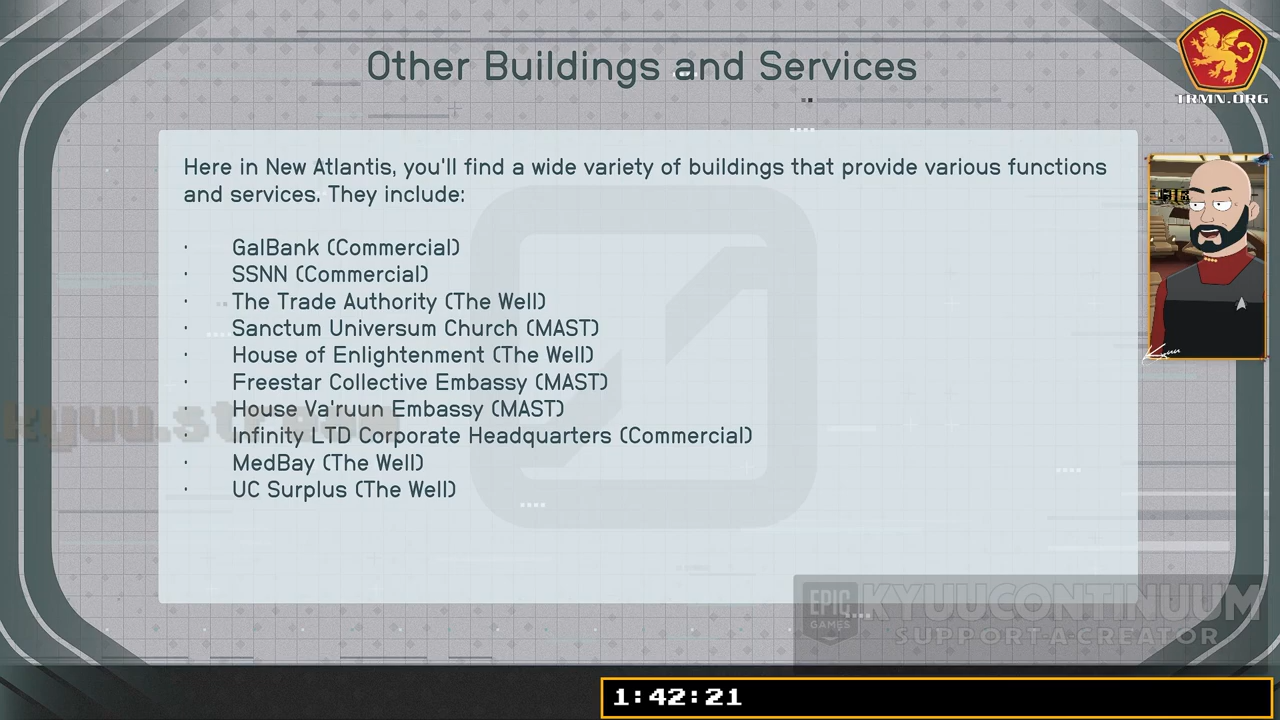 Other Buildings and Services
TRMN.ORG
Here in New Atlantis, you'll find a wide variety of buildings that provide various functions
and services. They include:
· GalBank (Commercial)
· SSNN (Commercial)
· The Trade Authority (The Well)
· Sanctum Universum Church (MAST)
· House of Enlightenment (The Well)
· Freestar Collective Embassy (MAST)
· House Va'ruun Embassy (MAST)
· Infinity LTD Corporate Headquarters (Commercial)
· MedBay (The Well)
· UC Surplus (The Well)
Kyuu
kyuu.stream
EPIC GAMES
KYUUCONTINUUM
SUPPORT-A-CREATOR
1:42:21